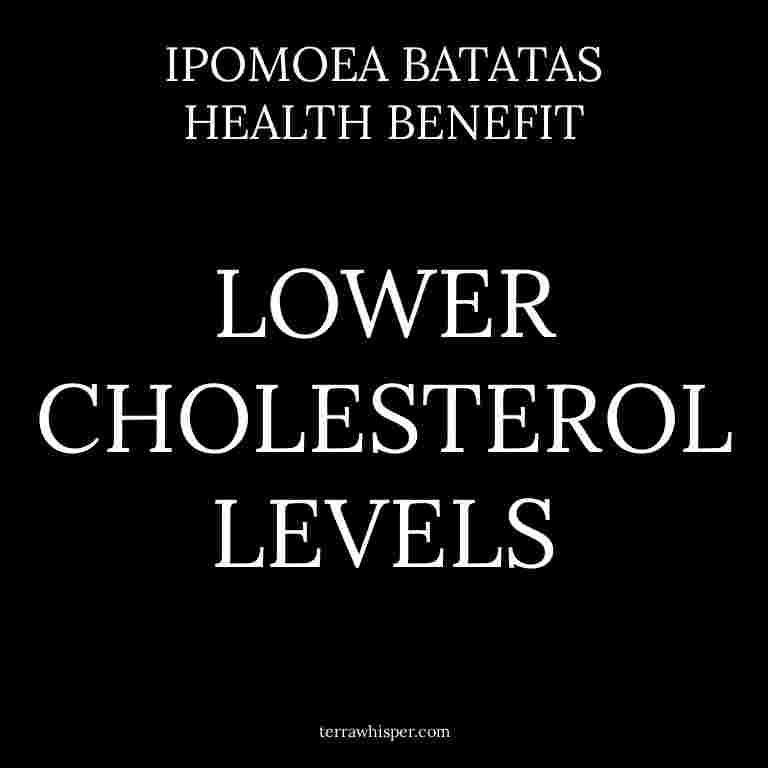 IPOMOEA BATATAS
HEALTH BENEFIT
LOWER
CHOLESTEROL
LEVELS
terrawhisper.com